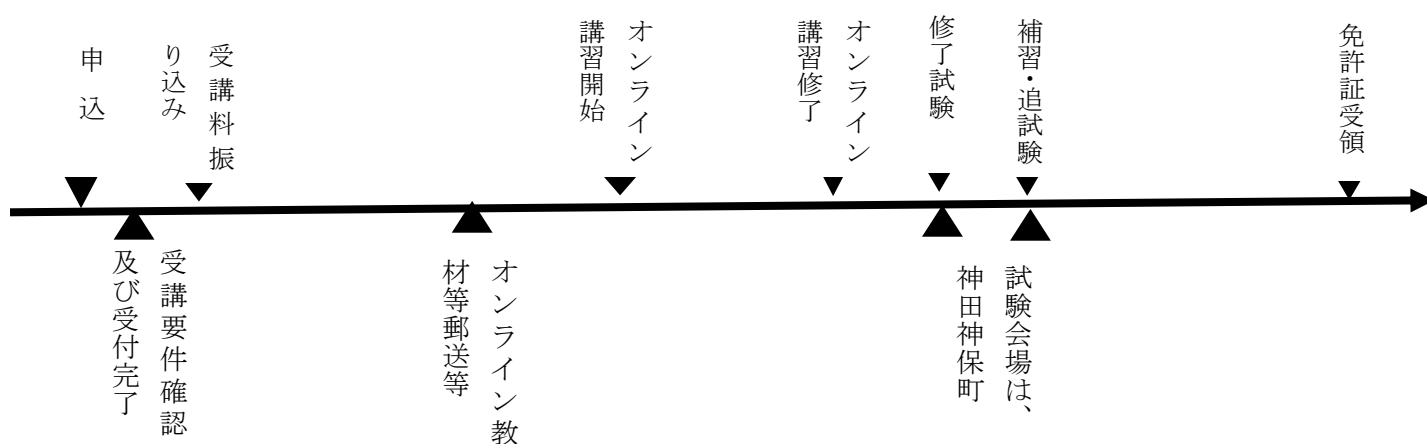 申込
受講料振
り込み
オンライン
講習開始
オンライン
講習修了
修了試験
補習・追試験
免許証受領
受講要件確認
及び受付完了
オンライン教
材等郵送等
試験会場は、
神田神保町